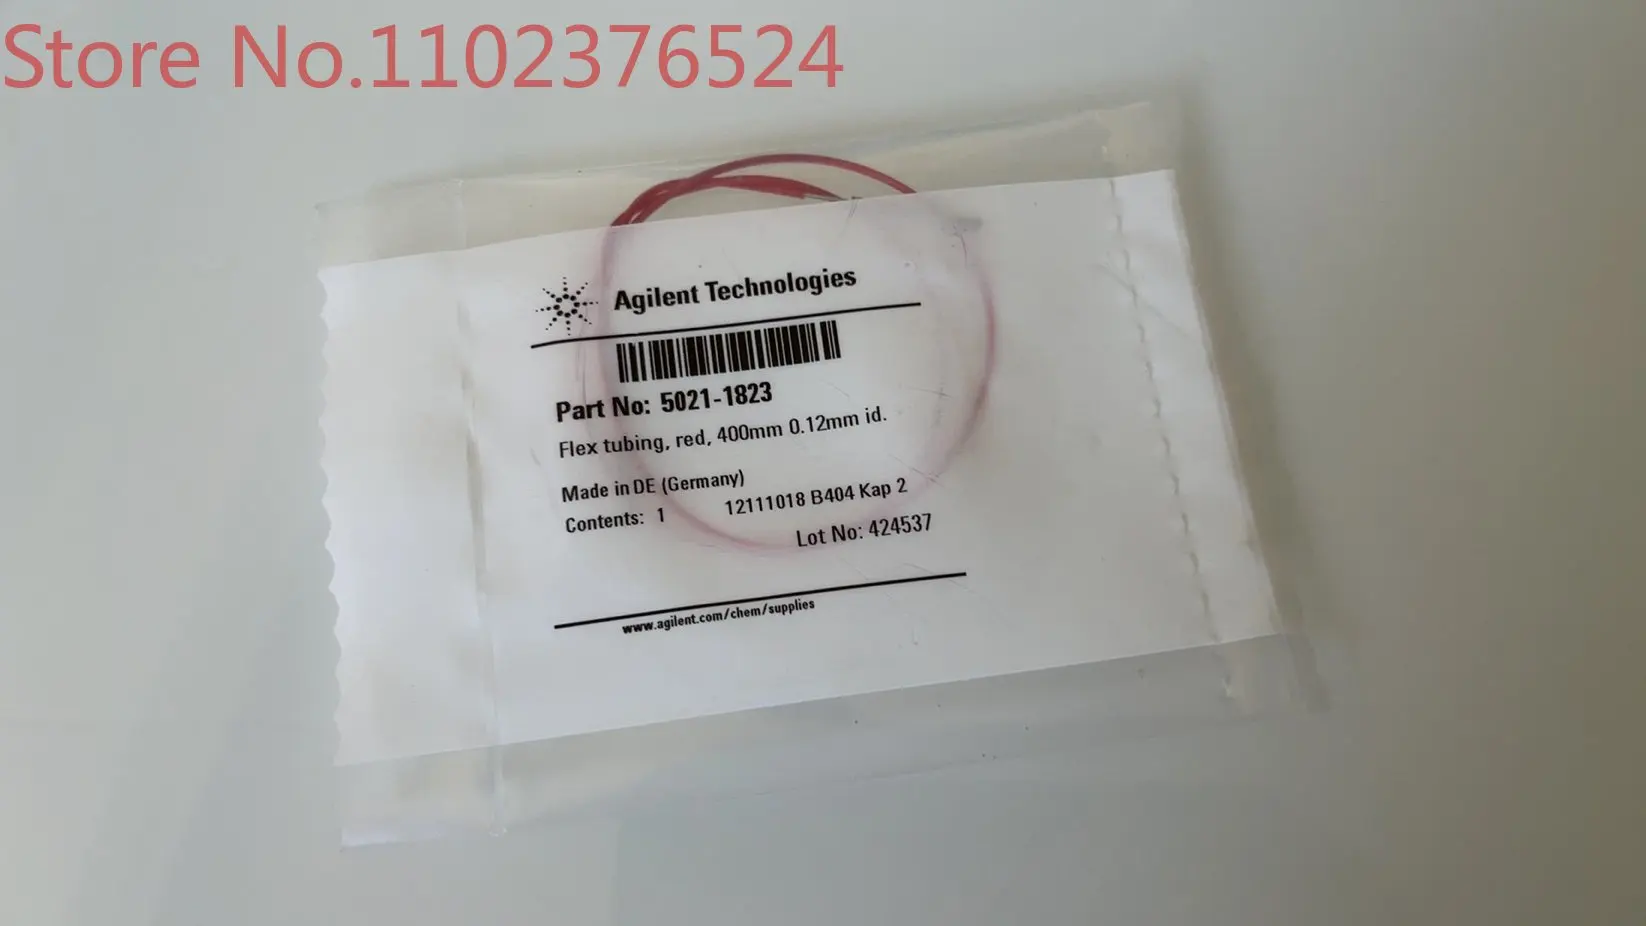 Store No.1102376524
Agilent Technologies
Part No: 5021-1823
Flex tubing, red, 400mm 0.12mm id.
Made in DE (Germany)
Contents: 1 12111018 B404 Kap 2
Lot No: 424537
www.agilent.com/chem/supplies